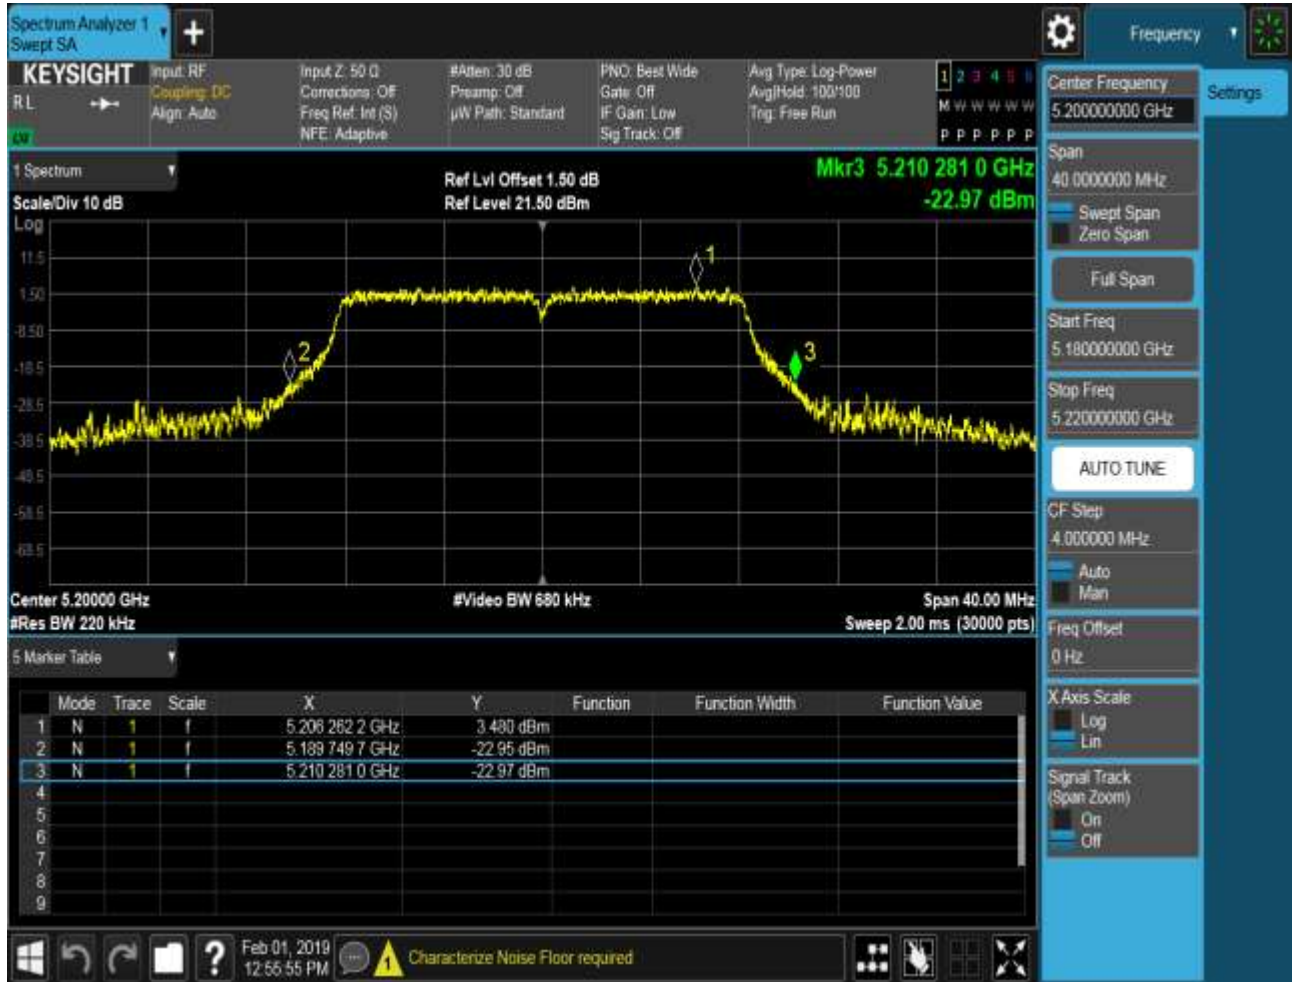 Spectrum Analyzer 1
Swept SA
Frequency
KEYSIGHT
RL
Input: RF
Coupling: DC
Align: Auto
Input Z: 50 Ω
Corrections: Off
Freq Ref: Int (S)
NFE: Adaptive
#Atten: 30 dB
Preamp: Off
µW Path: Standard
PNO: Best Wide
Gate: Off
IF Gain: Low
Sig Track: Off
Avg Type: Log-Power
Avg|Hold: 100/100
Trig: Free Run
1 2 3 4 5 6
M W W W W W
P P P P P P
1 Spectrum
Scale/Div 10 dB
Ref Lvl Offset 1.50 dB
Ref Level 21.50 dBm
Mkr3 5.210 281 0 GHz
-22.97 dBm
Log
11.5
1.50
-8.50
-18.5
-28.5
-38.5
-48.5
-58.5
-68.5
1
2
3
Center 5.20000 GHz
#Video BW 680 kHz
Span 40.00 MHz
#Res BW 220 kHz
Sweep 2.00 ms (30000 pts)
5 Marker Table
Mode Trace Scale X Y Function Function Width Function Value
1 N 1 f 5.206 262 2 GHz 3.480 dBm
2 N 1 f 5.189 749 7 GHz -22.95 dBm
3 N 1 f 5.210 281 0 GHz -22.97 dBm
4
5
6
7
8
9
Feb 01, 2019
12:55:55 PM
1
Characterize Noise Floor required
Center Frequency
5.200000000 GHz
Settings
Span
40.0000000 MHz
Swept Span
Zero Span
Full Span
Start Freq
5.180000000 GHz
Stop Freq
5.220000000 GHz
AUTO TUNE
CF Step
4.000000 MHz
Auto
Man
Freq Offset
0 Hz
X Axis Scale
Log
Lin
Signal Track
(Span Zoom)
On
Off